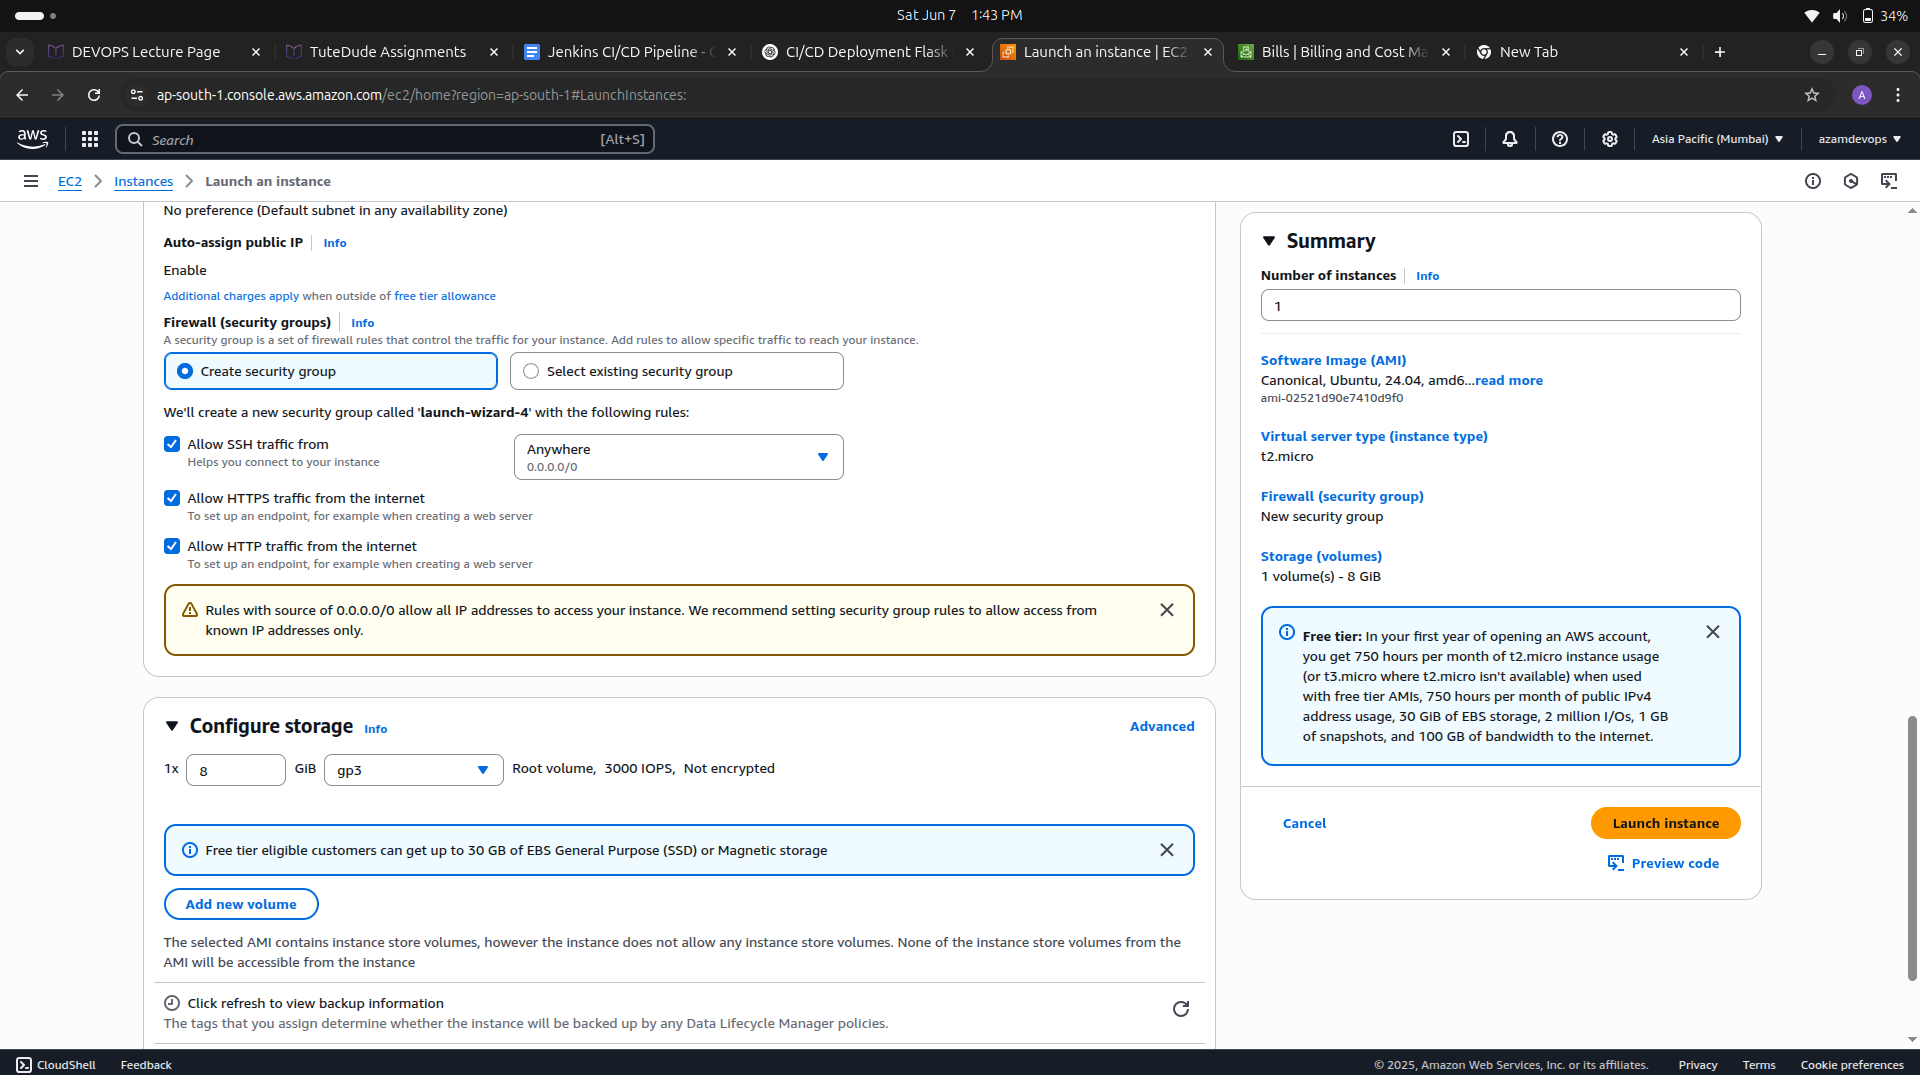 Sat Jun 7 1:43 PM
34%
DEVOPS Lecture Page
TuteDude Assignments
Jenkins CI/CD Pipeline -
CI/CD Deployment Flask
Launch an instance | EC2
Bills | Billing and Cost Ma
New Tab
ap-south-1.console.aws.amazon.com/ec2/home?region=ap-south-1#LaunchInstances:
A
aws
Search
[Alt+S]
Asia Pacific (Mumbai)
azamdevops
EC2
Instances
Launch an instance
No preference (Default subnet in any availability zone)
Auto-assign public IP
Info
Enable
Additional charges apply when outside of free tier allowance
Firewall (security groups)
Info
A security group is a set of firewall rules that control the traffic for your instance. Add rules to allow specific traffic to reach your instance.
Create security group
Select existing security group
We'll create a new security group called 'launch-wizard-4' with the following rules:
Allow SSH traffic from
Helps you connect to your instance
Anywhere
0.0.0.0/0
Allow HTTPS traffic from the internet
To set up an endpoint, for example when creating a web server
Allow HTTP traffic from the internet
To set up an endpoint, for example when creating a web server
Rules with source of 0.0.0.0/0 allow all IP addresses to access your instance. We recommend setting security group rules to allow access from
known IP addresses only.
Configure storage
Info
Advanced
1x
8
GiB
gp3
Root volume, 3000 IOPS, Not encrypted
Free tier eligible customers can get up to 30 GB of EBS General Purpose (SSD) or Magnetic storage
Add new volume
The selected AMI contains instance store volumes, however the instance does not allow any instance store volumes. None of the instance store volumes from the
AMI will be accessible from the instance
Click refresh to view backup information
The tags that you assign determine whether the instance will be backed up by any Data Lifecycle Manager policies.
Summary
Number of instances
Info
1
Software Image (AMI)
Canonical, Ubuntu, 24.04, amd6...read more
ami-02521d90e7410d9f0
Virtual server type (instance type)
t2.micro
Firewall (security group)
New security group
Storage (volumes)
1 volume(s) - 8 GiB
Free tier: In your first year of opening an AWS account,
you get 750 hours per month of t2.micro instance usage
(or t3.micro where t2.micro isn't available) when used
with free tier AMIs, 750 hours per month of public IPv4
address usage, 30 GiB of EBS storage, 2 million I/Os, 1 GB
of snapshots, and 100 GB of bandwidth to the internet.
Cancel
Launch instance
Preview code
CloudShell
Feedback
© 2025, Amazon Web Services, Inc. or its affiliates.
Privacy
Terms
Cookie preferences